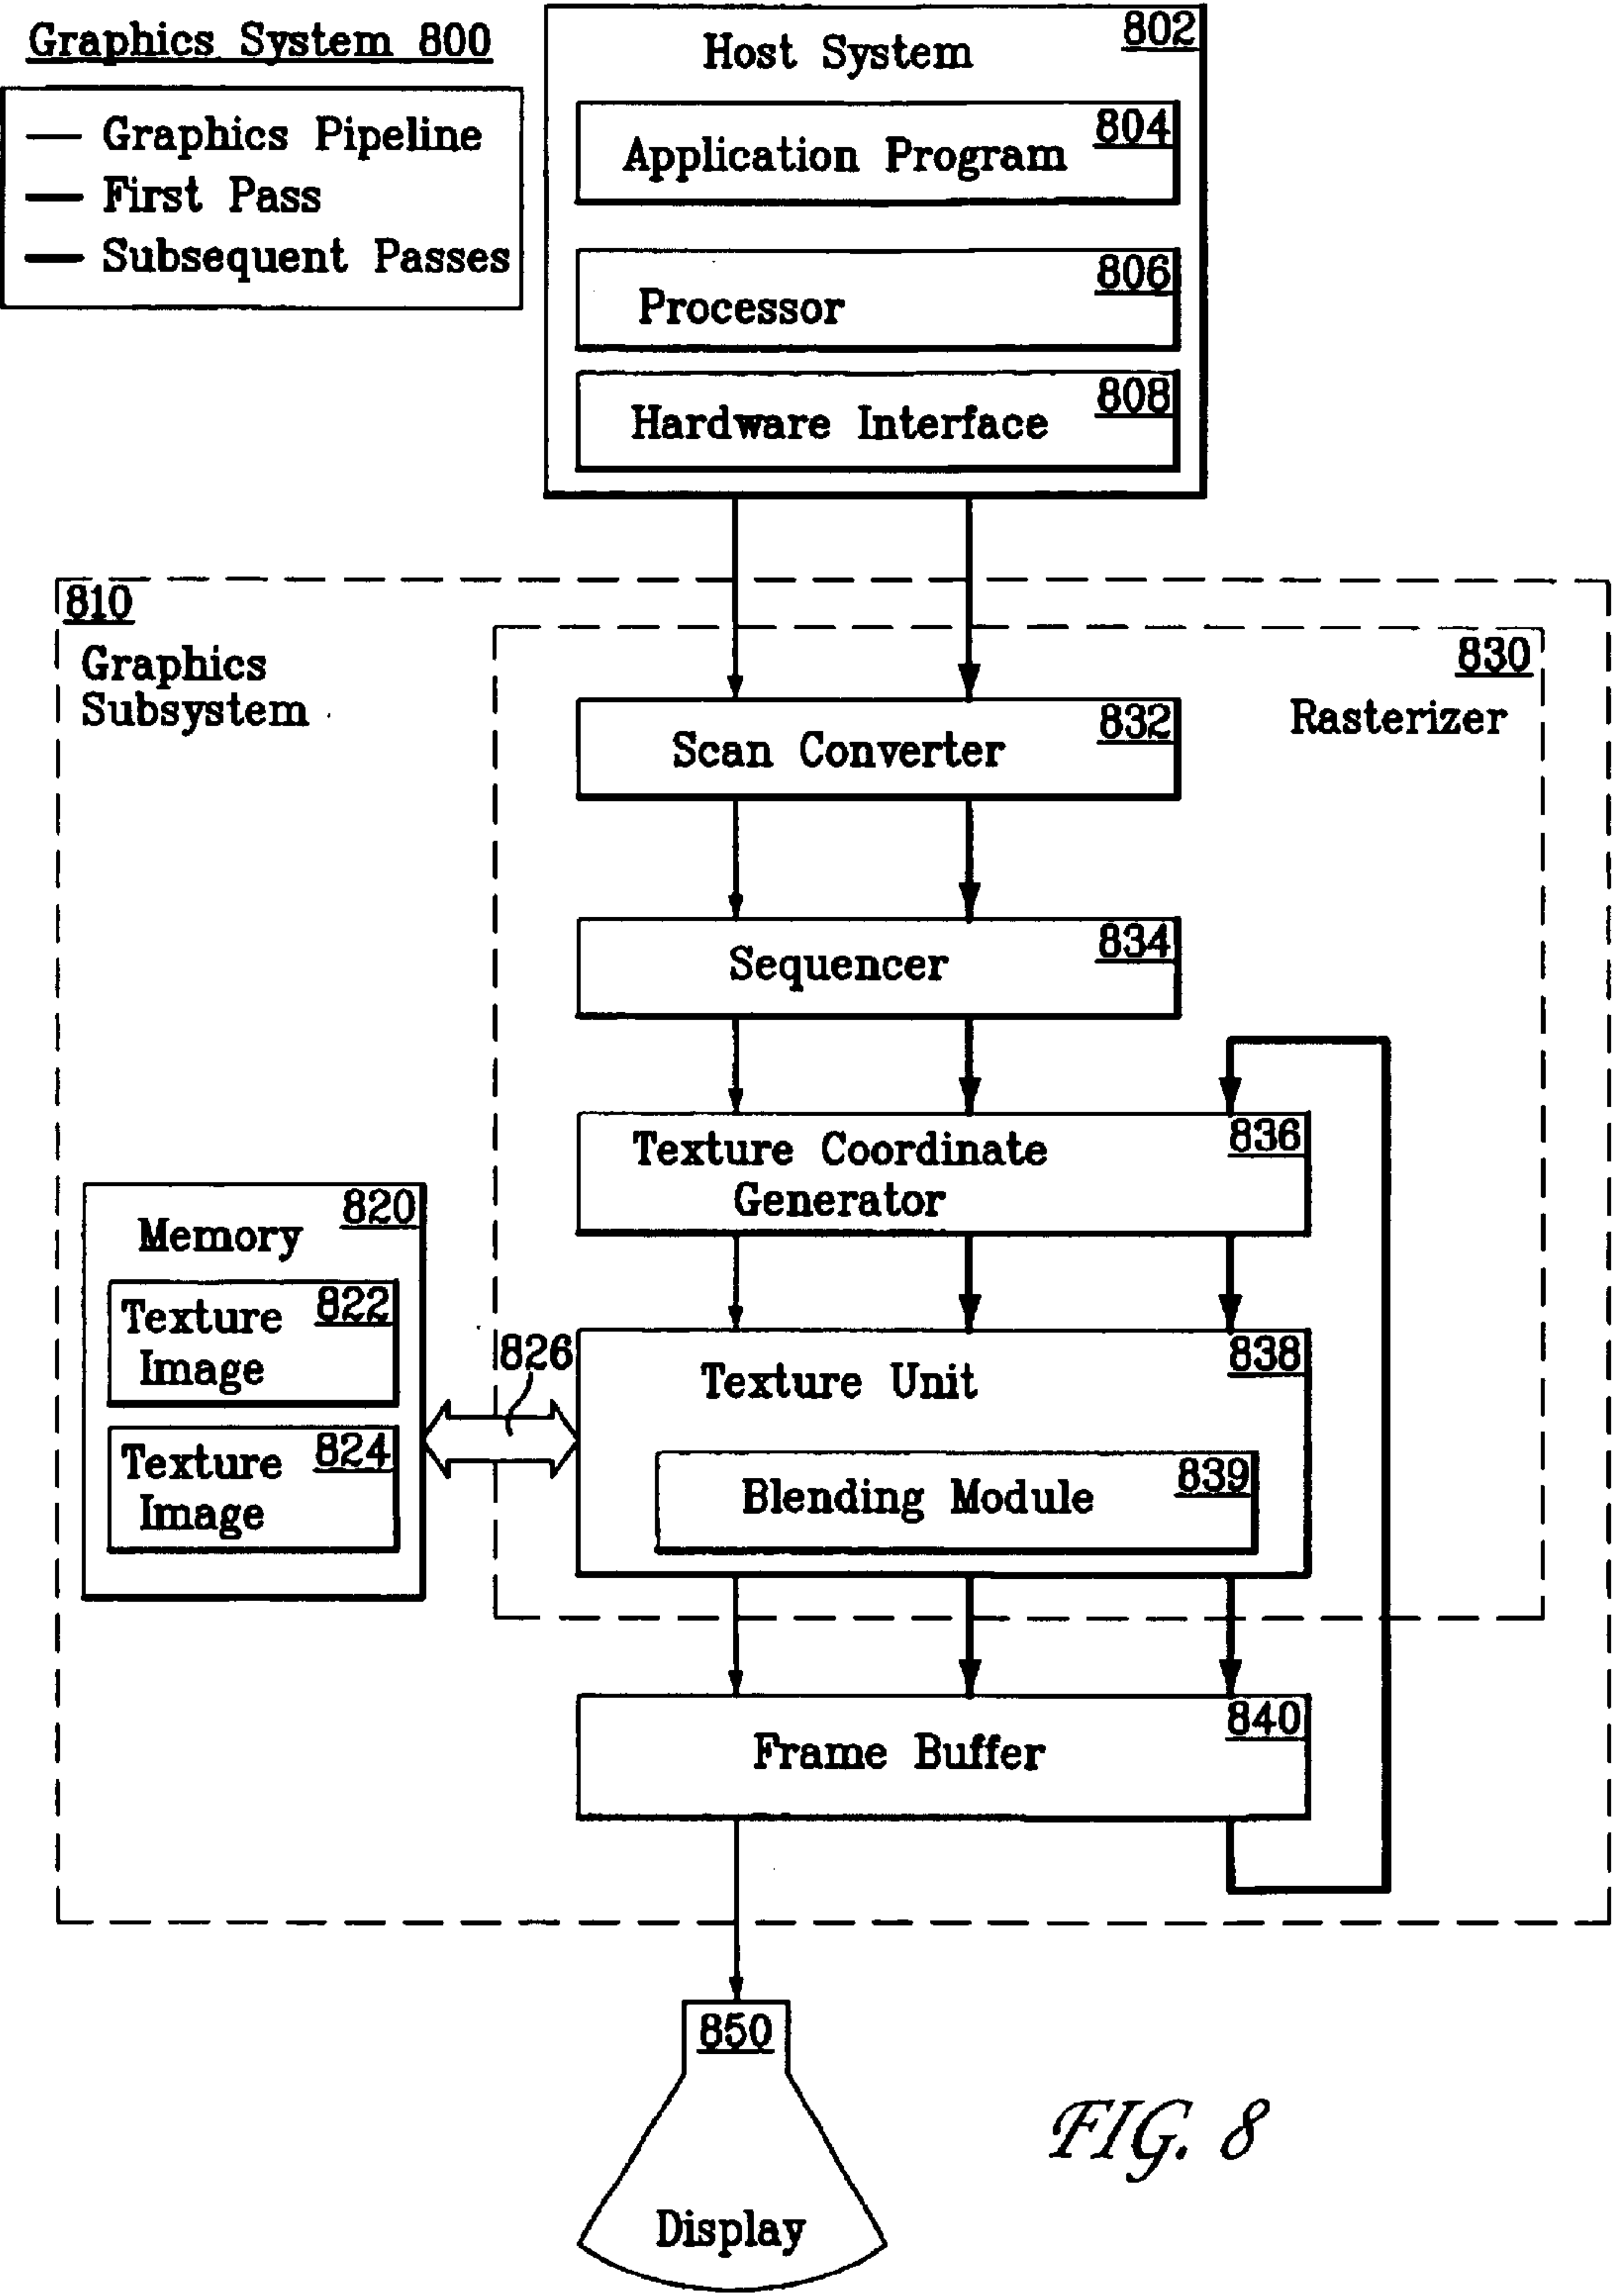 Graphics System 800
Graphics Pipeline
First Pass
Subsequent Passes
802
Host System
804
Application Program
806
Processor
808
Hardware Interface
810
Graphics
Subsystem
830
Rasterizer
832
Scan Converter
834
Sequencer
836
Texture Coordinate
Generator
820
Memory
822
Texture
Image
824
Texture
Image
826
838
Texture Unit
839
Blending Module
840
Frame Buffer
850
Display
FIG. 8